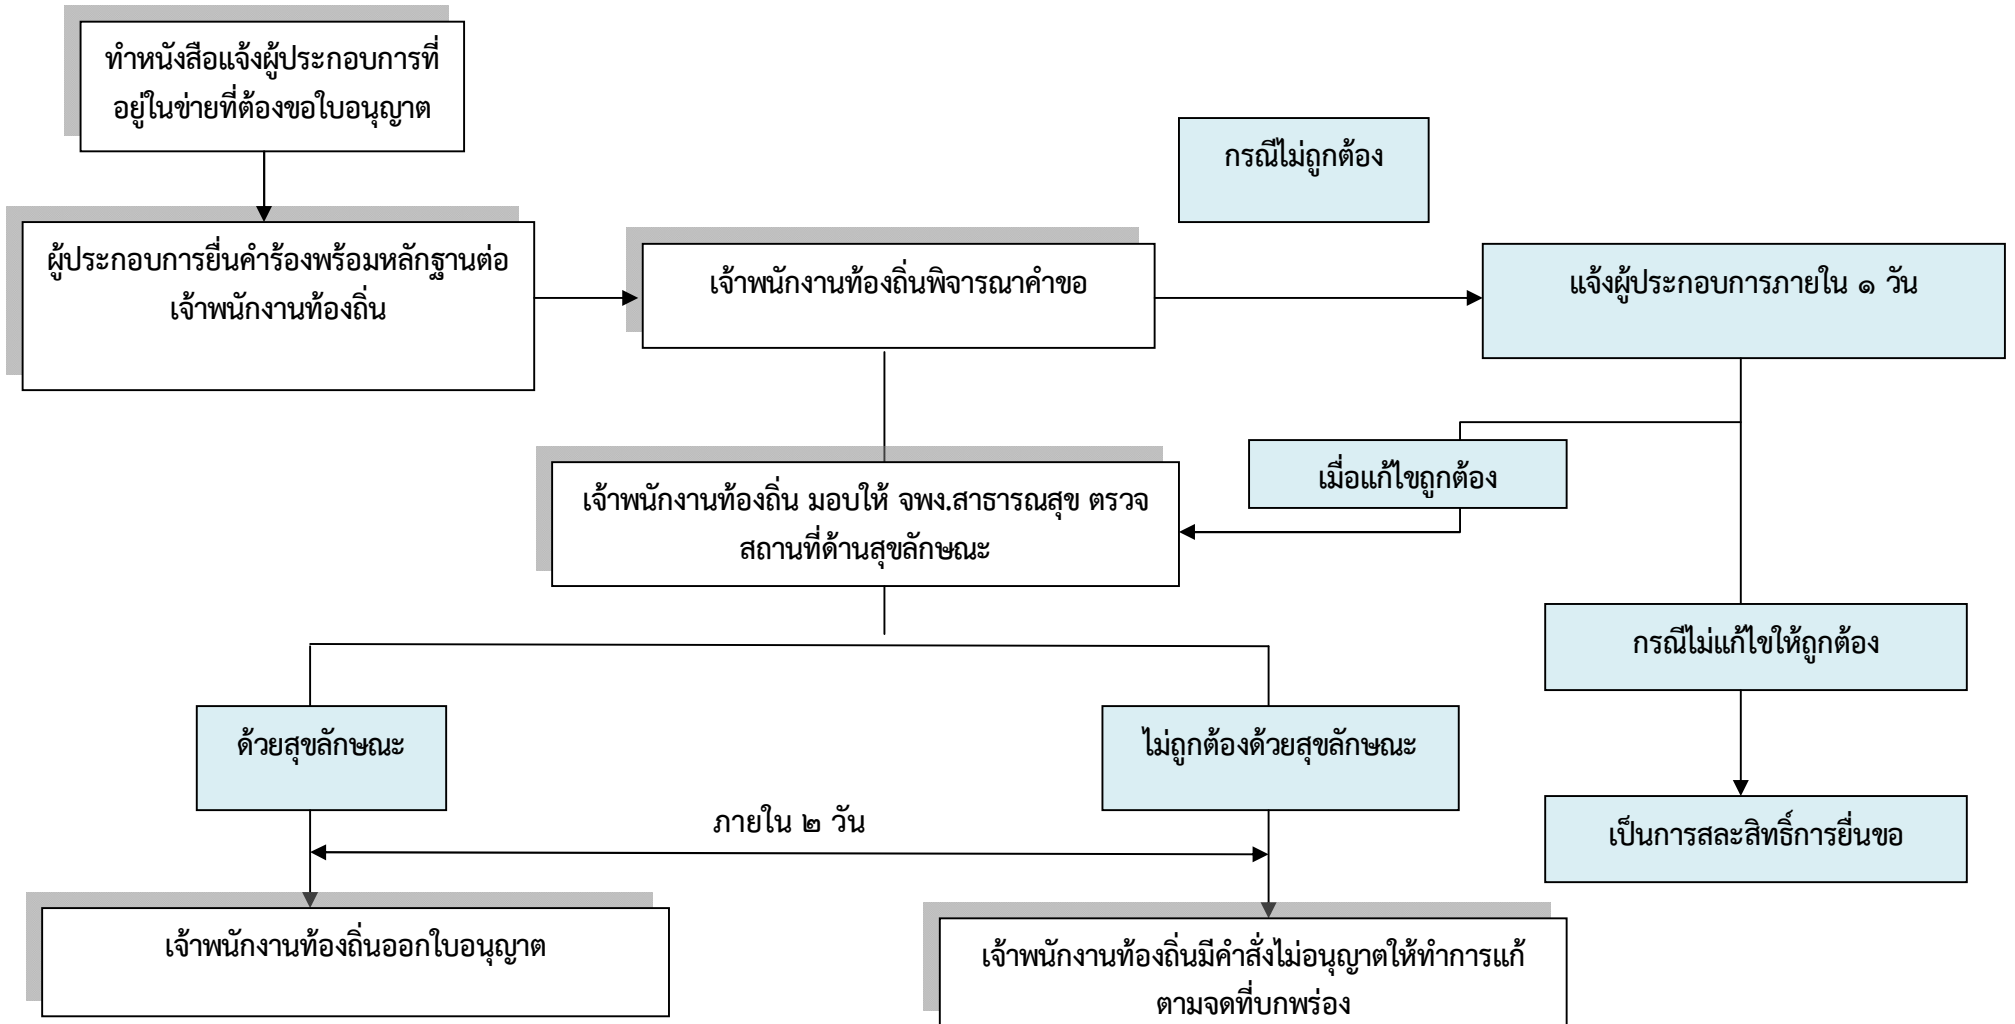 ทำหนังสือแจ้งผู้ประกอบการที่
อยู่ในข่ายที่ต้องขอใบอนุญาต
กรณีไม่ถูกต้อง
ผู้ประกอบการยื่นคำร้องพร้อมหลักฐานต่อ
เจ้าพนักงานท้องถิ่น
เจ้าพนักงานท้องถิ่นพิจารณาคำขอ
แจ้งผู้ประกอบการภายใน ๑ วัน
เมื่อแก้ไขถูกต้อง
เจ้าพนักงานท้องถิ่น มอบให้ จพง.สาธารณสุข ตรวจ
สถานที่ด้านสุขลักษณะ
กรณีไม่แก้ไขให้ถูกต้อง
ด้วยสุขลักษณะ
ไม่ถูกต้องด้วยสุขลักษณะ
ภายใน ๒ วัน
เป็นการสละสิทธิ์การยื่นขอ
เจ้าพนักงานท้องถิ่นออกใบอนุญาต
เจ้าพนักงานท้องถิ่นมีคำสั่งไม่อนุญาตให้ทำการแก้
ตามจดที่บกพร่อง